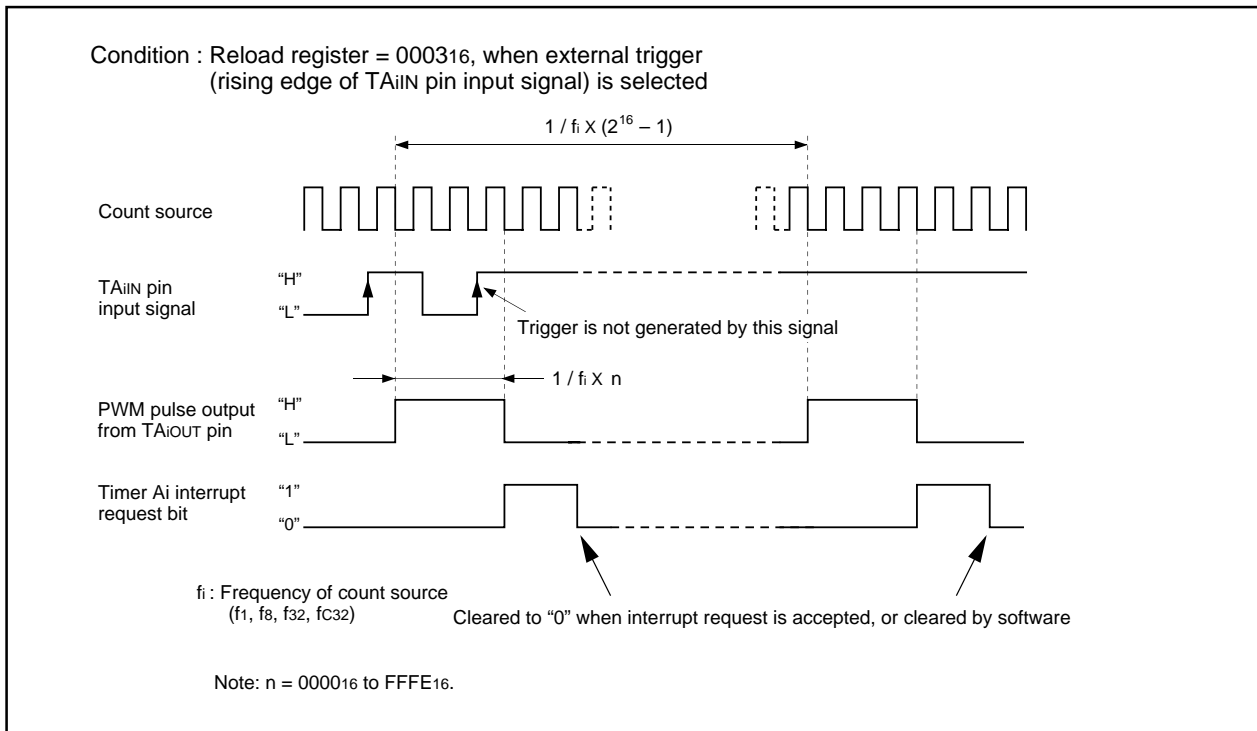 Condition : Reload register = 000316, when external trigger
(rising edge of TAiIN pin input signal) is selected
1 / fi X (2^16 – 1)
Count source
TAiIN pin
input signal
“H”
“L”
Trigger is not generated by this signal
1 / fi X n
PWM pulse output
from TAiOUT pin
“H”
“L”
Timer Ai interrupt
request bit
“1”
“0”
fi : Frequency of count source
(f1, f8, f32, fC32)
Cleared to “0” when interrupt request is accepted, or cleared by software
Note: n = 000016 to FFFE16.